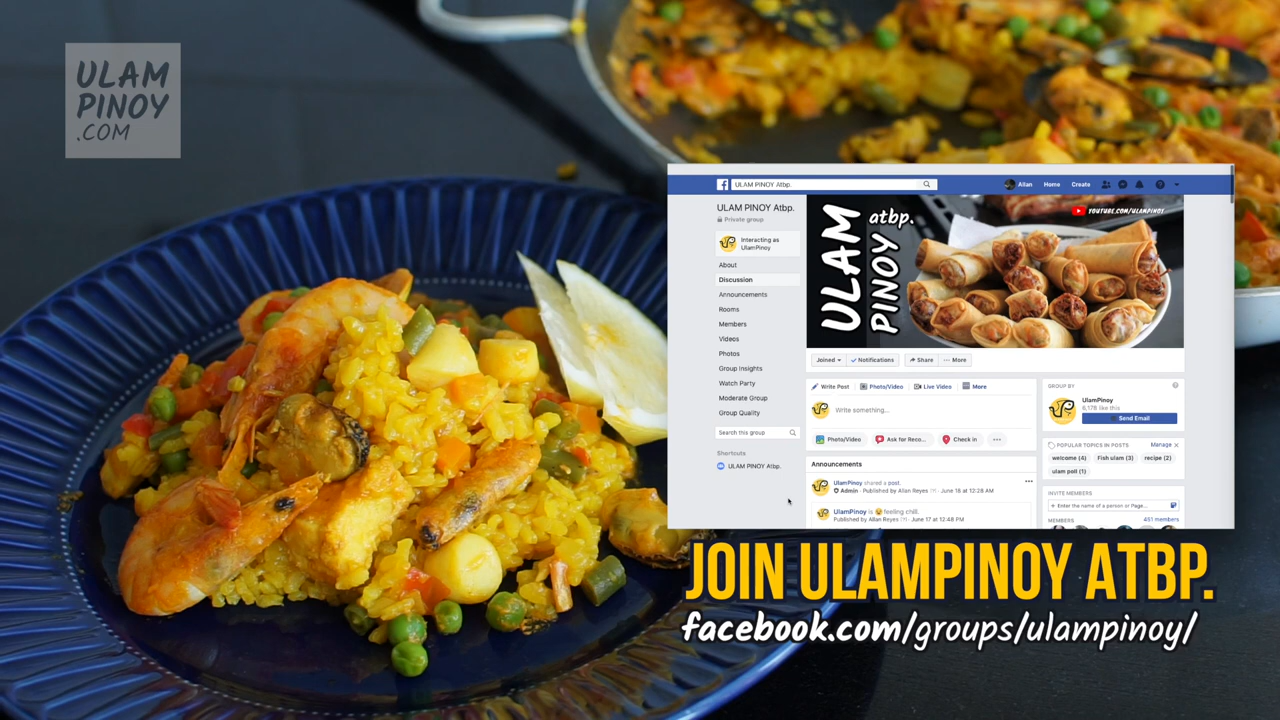 ULAM
PINOY
.COM
ULAM PINOY Atbp.
Allan
Home
Create
ULAM PINOY Atbp.
Private group
Interacting as
UlamPinoy
About
Discussion
Announcements
Rooms
Members
Videos
Photos
Group Insights
Watch Party
Moderate Group
Group Quality
Search this group
Shortcuts
ULAM PINOY Atbp.
ULAM
PINOY
atbp.
YOUTUBE.COM/ULAMPINOY
Joined
Notifications
Share
More
Write Post
Photo/Video
Live Video
More
Write something...
Photo/Video
Ask for Reco...
Check in
Announcements
UlamPinoy shared a post.
Admin · Published by Allan Reyes · June 18 at 12:28 AM
UlamPinoy is feeling chill.
Published by Allan Reyes · June 17 at 12:48 PM
GROUP BY
UlamPinoy
6,178 like this
Send Email
POPULAR TOPICS IN POSTS
Manage
welcome (4)
Fish ulam (3)
recipe (2)
ulam poll (1)
INVITE MEMBERS
+ Enter the name of a person or Page...
MEMBERS
451 members
JOIN ULAMPINOY ATBP.
facebook.com/groups/ulampinoy/